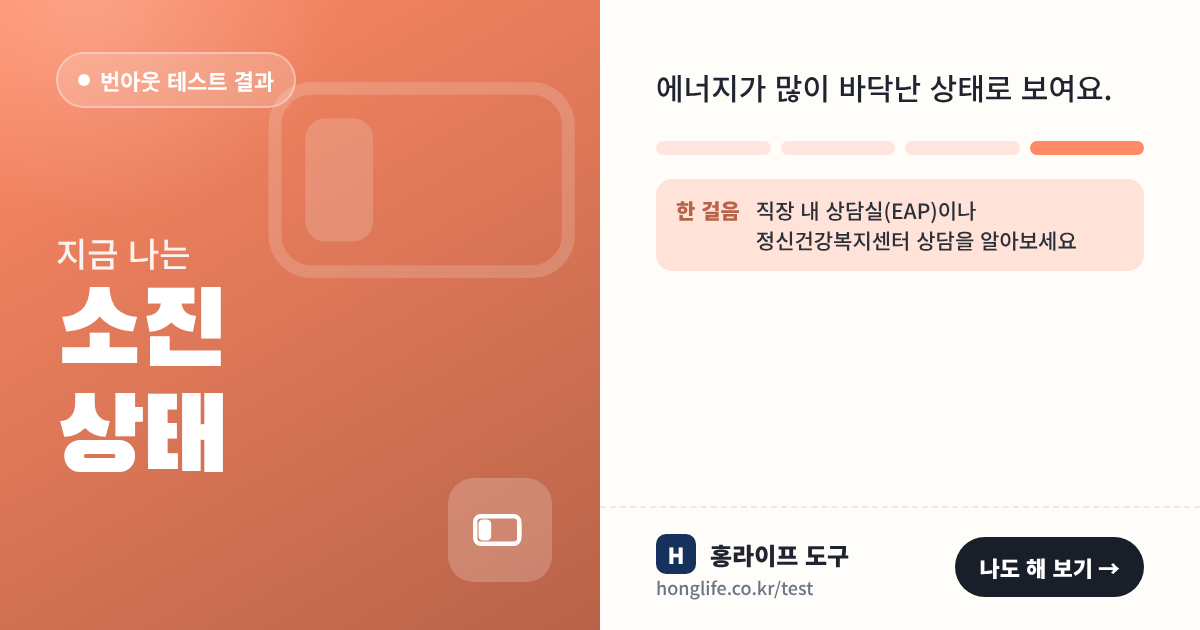 번아웃 테스트 결과
지금 나는
소진
상태
에너지가 많이 바닥난 상태로 보여요.
한 걸음 직장 내 상담실(EAP)이나
정신건강복지센터 상담을 알아보세요
H 홍라이프 도구
honglife.co.kr/test
나도 해 보기 →